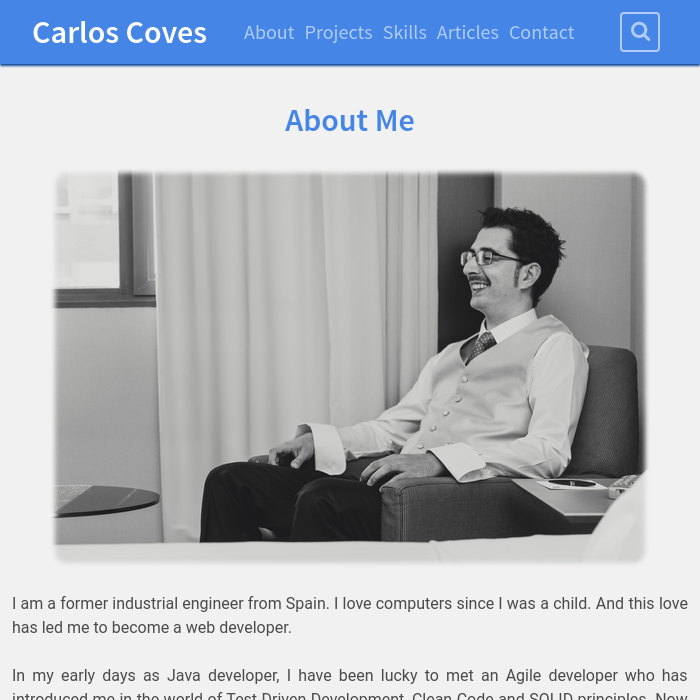 Carlos Coves
About Projects Skills Articles Contact
About Me
I am a former industrial engineer from Spain. I love computers since I was a child. And this love
has led me to become a web developer.
In my early days as Java developer, I have been lucky to met an Agile developer who has
introduced me in the world of Test Driven Development, Clean Code and SOLID principles. Now